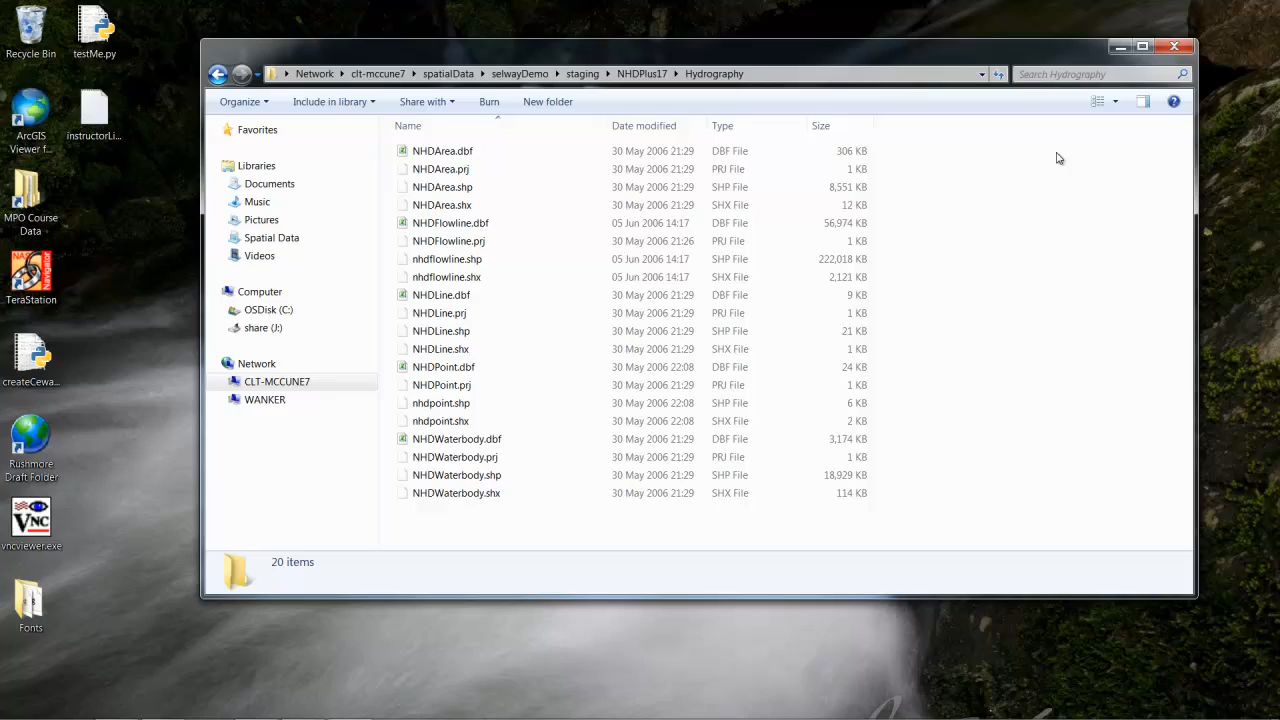 Recycle Bin
testMe.py
ArcGIS
Viewer f...
instructorLi...
MPO Course
Data
TeraStation
createCewa...
Rushmore
Draft Folder
vncviewer.exe
Fonts
Network clt-mccune7 spatialData selwayDemo staging NHDPlus17 Hydrography
Search Hydrography
Organize Include in library Share with Burn New folder
Favorites
Libraries
Documents
Music
Pictures
Spatial Data
Videos
Computer
OSDisk (C:)
share (J:)
Network
CLT-MCCUNE7
WANKER
Name Date modified Type Size
NHDArea.dbf 30 May 2006 21:29 DBF File 306 KB
NHDArea.prj 30 May 2006 21:29 PRJ File 1 KB
NHDArea.shp 30 May 2006 21:29 SHP File 8,551 KB
NHDArea.shx 30 May 2006 21:29 SHX File 12 KB
NHDFlowline.dbf 05 Jun 2006 14:17 DBF File 56,974 KB
NHDFlowline.prj 30 May 2006 21:26 PRJ File 1 KB
nhdflowline.shp 05 Jun 2006 14:17 SHP File 222,018 KB
nhdflowline.shx 05 Jun 2006 14:17 SHX File 2,121 KB
NHDLine.dbf 30 May 2006 21:29 DBF File 9 KB
NHDLine.prj 30 May 2006 21:29 PRJ File 1 KB
NHDLine.shp 30 May 2006 21:29 SHP File 21 KB
NHDLine.shx 30 May 2006 21:29 SHX File 1 KB
NHDPoint.dbf 30 May 2006 22:08 DBF File 24 KB
NHDPoint.prj 30 May 2006 21:29 PRJ File 1 KB
nhdpoint.shp 30 May 2006 22:08 SHP File 6 KB
nhdpoint.shx 30 May 2006 22:08 SHX File 2 KB
NHDWaterbody.dbf 30 May 2006 21:29 DBF File 3,174 KB
NHDWaterbody.prj 30 May 2006 21:29 PRJ File 1 KB
NHDWaterbody.shp 30 May 2006 21:29 SHP File 18,929 KB
NHDWaterbody.shx 30 May 2006 21:29 SHX File 114 KB
20 items